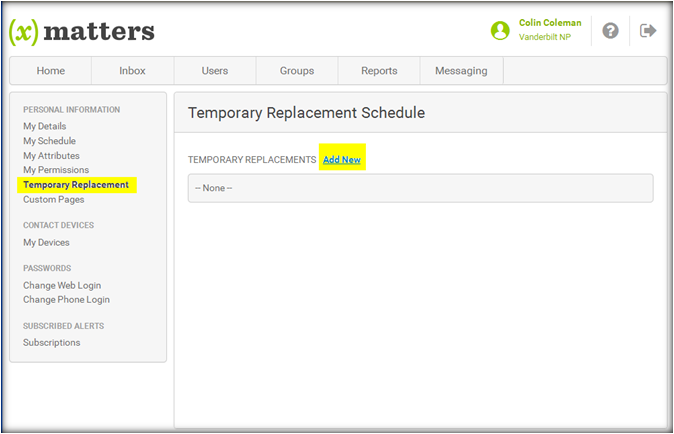 (x) matters
Colin Coleman
Vanderbilt NP
?
Home Inbox Users Groups Reports Messaging
PERSONAL INFORMATION
My Details
My Schedule
My Attributes
My Permissions
Temporary Replacement
Custom Pages
CONTACT DEVICES
My Devices
PASSWORDS
Change Web Login
Change Phone Login
SUBSCRIBED ALERTS
Subscriptions
Temporary Replacement Schedule
TEMPORARY REPLACEMENTS Add New
-- None --